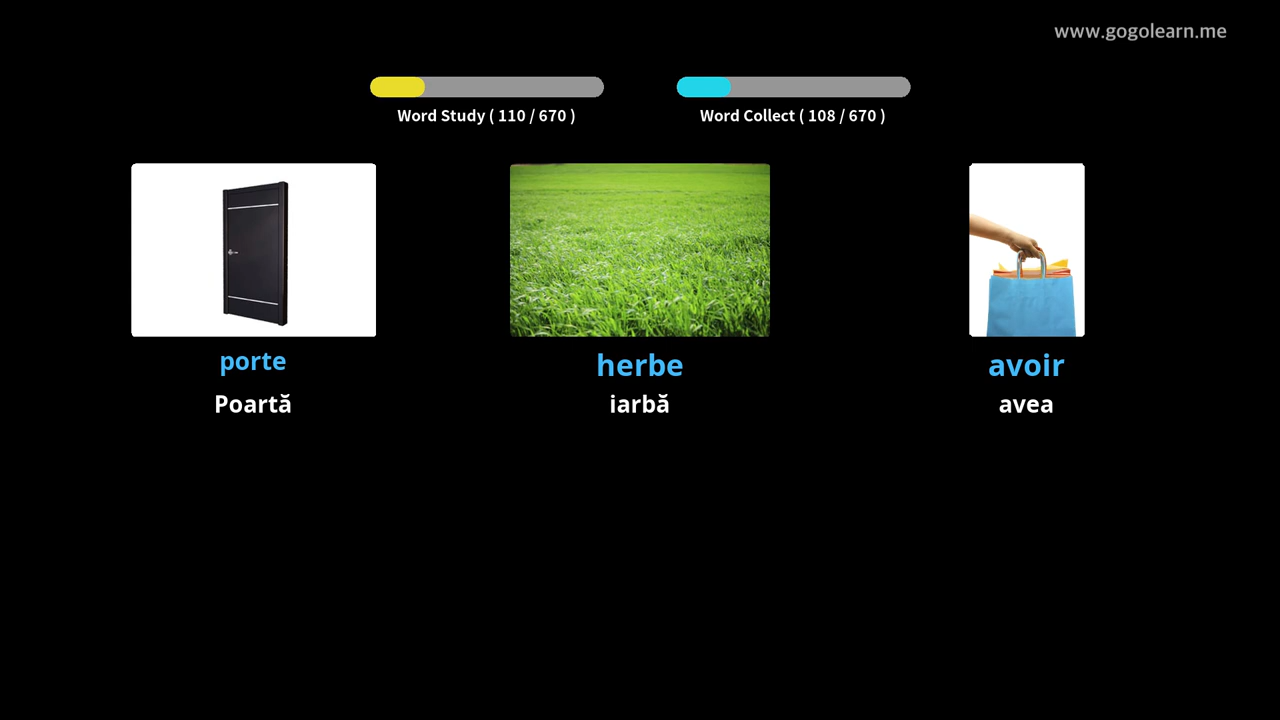 www.gogolearn.me
Word Study ( 110 / 670 )
Word Collect ( 108 / 670 )
porte
herbe
avoir
Poartă
iarbă
avea